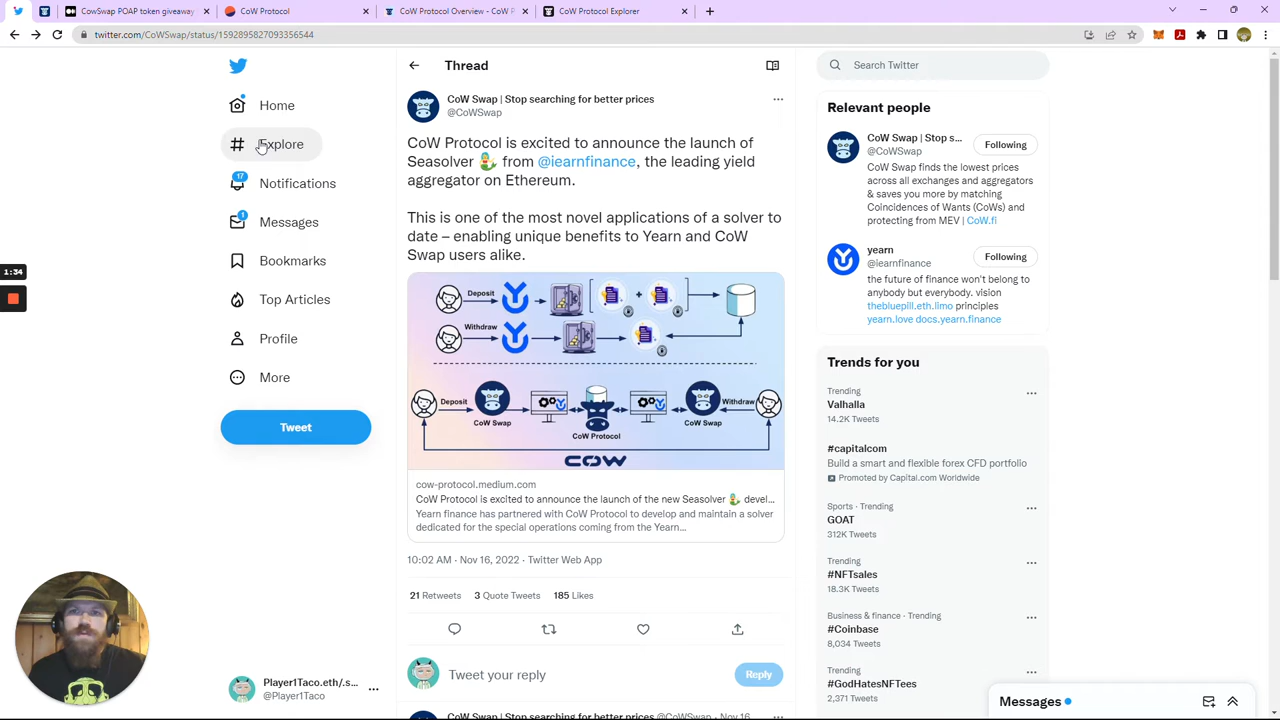 CowSwap POAP token giveaway
CoW Protocol
CoW Protocol Overview - CoW P
CoW Protocol Explorer
twitter.com/CoWSwap/status/1592895827093356544
Home
Explore
17
Notifications
1
Messages
Bookmarks
Top Articles
Profile
More
Tweet
1:34
Player1Taco.eth/.s...
@Player1Taco
Thread
CoW Swap | Stop searching for better prices
@CoWSwap
CoW Protocol is excited to announce the launch of
Seasolver 🧜‍♂️ from @iearnfinance, the leading yield
aggregator on Ethereum.
This is one of the most novel applications of a solver to
date – enabling unique benefits to Yearn and CoW
Swap users alike.
Deposit
Withdraw
Deposit
Withdraw
CoW Swap
CoW Swap
CoW Protocol
COW
cow-protocol.medium.com
CoW Protocol is excited to announce the launch of the new Seasolver 🧜‍♂️ devel...
Yearn finance has partnered with CoW Protocol to develop and maintain a solver
dedicated for the special operations coming from the Yearn...
10:02 AM · Nov 16, 2022 · Twitter Web App
21 Retweets 3 Quote Tweets 185 Likes
Tweet your reply
Reply
CoW Swap | Stop searching for better prices @CoWSwap · Nov 16
Search Twitter
Relevant people
CoW Swap | Stop s...
@CoWSwap
Following
CoW Swap finds the lowest prices
across all exchanges and aggregators
& saves you more by matching
Coincidences of Wants (CoWs) and
protecting from MEV | CoW.fi
yearn
@iearnfinance
Following
the future of finance won't belong to
anybody but everybody. vision
thebluepill.eth.limo principles
yearn.love docs.yearn.finance
Trends for you
Trending
Valhalla
14.2K Tweets
#capitalcom
Build a smart and flexible forex CFD portfolio
Promoted by Capital.com Worldwide
Sports · Trending
GOAT
312K Tweets
Trending
#NFTsales
18.3K Tweets
Business & finance · Trending
#Coinbase
8,034 Tweets
Trending
#GodHatesNFTees
2,371 Tweets
Messages